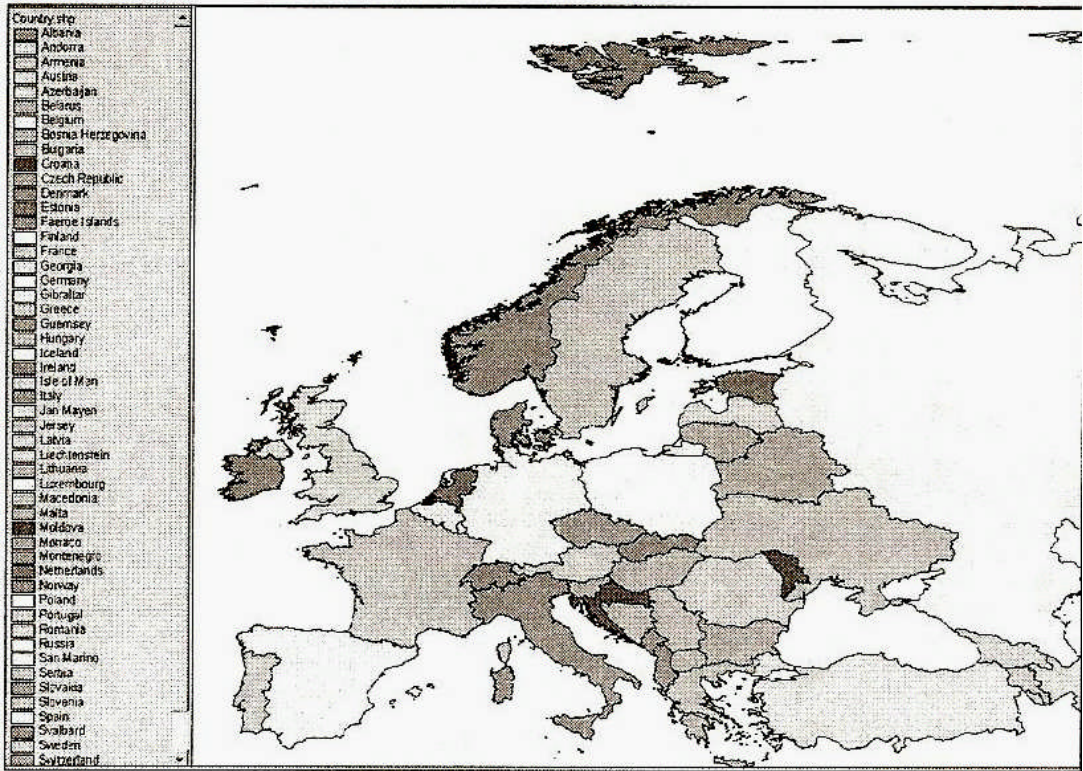 Country.shp
Albania
Andorra
Armenia
Austria
Azerbaijan
Belarus
Belgium
Bosnia Herzegovina
Bulgaria
Croatia
Czech Republic
Denmark
Estonia
Faeroe Islands
Finland
France
Georgia
Germany
Gibraltar
Greece
Guernsey
Hungary
Iceland
Ireland
Isle of Man
Italy
Jan Mayen
Jersey
Latvia
Liechtenstein
Lithuania
Luxembourg
Macedonia
Malta
Moldova
Monaco
Montenegro
Netherlands
Norway
Poland
Portugal
Romania
Russia
San Marino
Serbia
Slovakia
Slovenia
Spain
Svalbard
Sweden
Switzerland